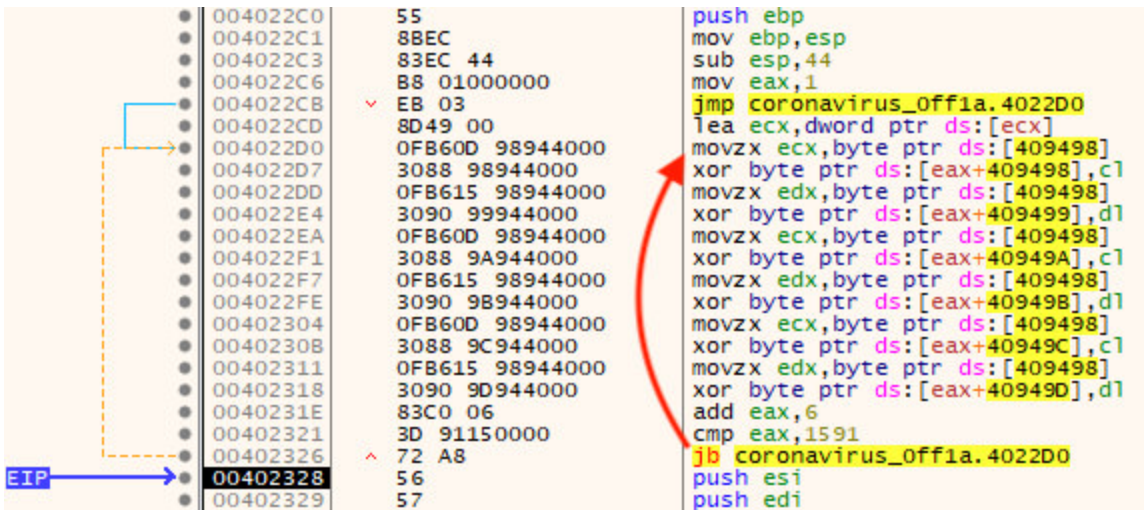 004022C0 55 push ebp
004022C1 8BEC mov ebp,esp
004022C3 83EC 44 sub esp,44
004022C6 B8 01000000 mov eax,1
004022CB EB 03 jmp coronavirus_0ff1a.4022D0
004022CD 8D49 00 lea ecx,dword ptr ds:[ecx]
004022D0 0FB60D 98944000 movzx ecx,byte ptr ds:[409498]
004022D7 3088 98944000 xor byte ptr ds:[eax+409498],cl
004022DD 0FB615 98944000 movzx edx,byte ptr ds:[409498]
004022E4 3090 99944000 xor byte ptr ds:[eax+409499],dl
004022EA 0FB60D 98944000 movzx ecx,byte ptr ds:[409498]
004022F1 3088 9A944000 xor byte ptr ds:[eax+40949A],cl
004022F7 0FB615 98944000 movzx edx,byte ptr ds:[409498]
004022FE 3090 9B944000 xor byte ptr ds:[eax+40949B],dl
00402304 0FB60D 98944000 movzx ecx,byte ptr ds:[409498]
0040230B 3088 9C944000 xor byte ptr ds:[eax+40949C],cl
00402311 0FB615 98944000 movzx edx,byte ptr ds:[409498]
00402318 3090 9D944000 xor byte ptr ds:[eax+40949D],dl
0040231E 83C0 06 add eax,6
00402321 3D 91150000 cmp eax,1591
00402326 72 A8 jb coronavirus_0ff1a.4022D0
EIP 00402328 56 push esi
00402329 57 push edi